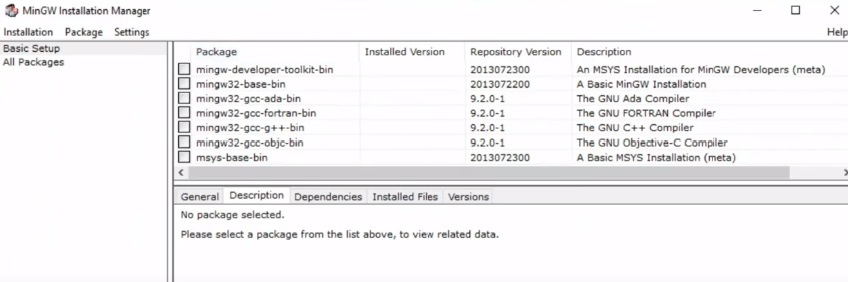 MinGW Installation Manager
Installation Package Settings Help
Basic Setup
All Packages
Package Installed Version Repository Version Description
mingw-developer-toolkit-bin 2013072300 An MSYS Installation for MinGW Developers (meta)
mingw32-base-bin 2013072200 A Basic MinGW Installation
mingw32-gcc-ada-bin 9.2.0-1 The GNU Ada Compiler
mingw32-gcc-fortran-bin 9.2.0-1 The GNU FORTRAN Compiler
mingw32-gcc-g++-bin 9.2.0-1 The GNU C++ Compiler
mingw32-gcc-objc-bin 9.2.0-1 The GNU Objective-C Compiler
msys-base-bin 2013072300 A Basic MSYS Installation (meta)
General Description Dependencies Installed Files Versions
No package selected.
Please select a package from the list above, to view related data.